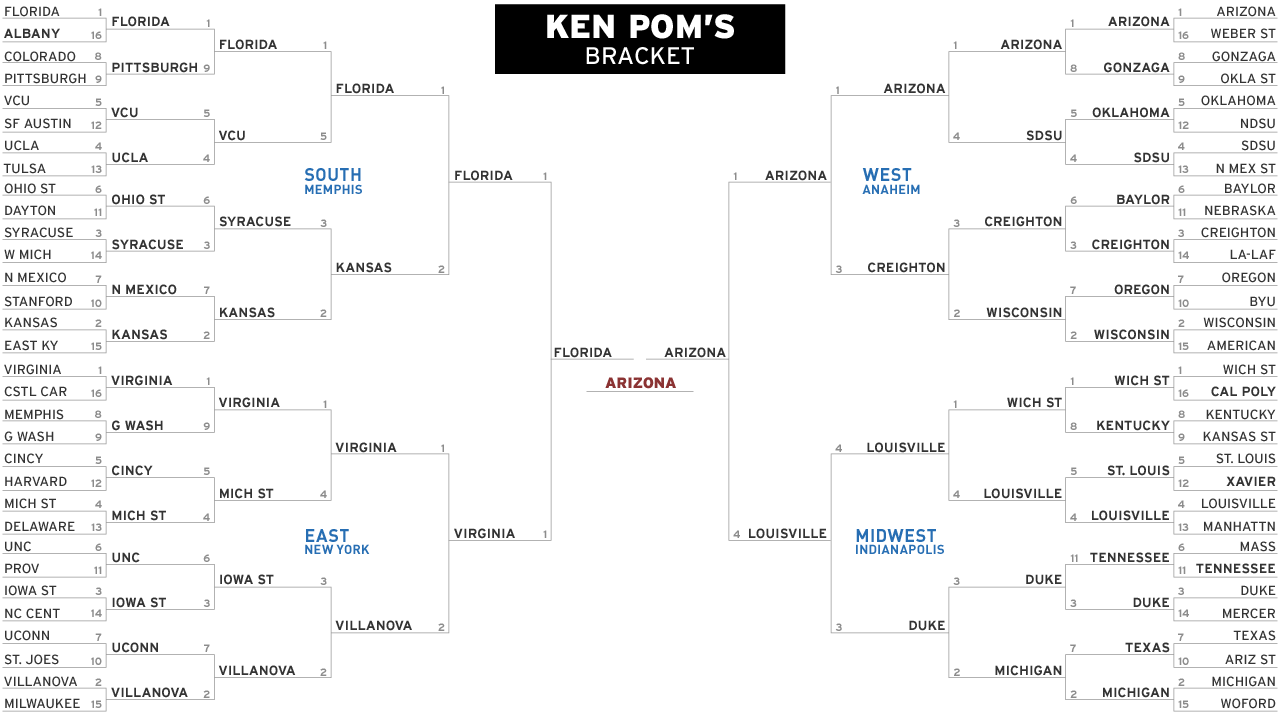 KEN POM'S
BRACKET
FLORIDA 1
ALBANY 16
COLORADO 8
PITTSBURGH 9
VCU 5
SF AUSTIN 12
UCLA 4
TULSA 13
OHIO ST 6
DAYTON 11
SYRACUSE 3
W MICH 14
N MEXICO 7
STANFORD 10
KANSAS 2
EAST KY 15
FLORIDA 1
PITTSBURGH 9
VCU 5
UCLA 4
OHIO ST 6
SYRACUSE 3
N MEXICO 7
KANSAS 2
FLORIDA 1
VCU 5
SYRACUSE 3
KANSAS 2
FLORIDA 1
KANSAS 2
SOUTH
MEMPHIS
FLORIDA 1
VIRGINIA 1
CSTL CAR 16
MEMPHIS 8
G WASH 9
CINCY 5
HARVARD 12
MICH ST 4
DELAWARE 13
UNC 6
PROV 11
IOWA ST 3
NC CENT 14
UCONN 7
ST. JOES 10
VILLANOVA 2
MILWAUKEE 15
VIRGINIA 1
G WASH 9
CINCY 5
MICH ST 4
UNC 6
IOWA ST 3
UCONN 7
VILLANOVA 2
VIRGINIA 1
MICH ST 4
IOWA ST 3
VILLANOVA 2
VIRGINIA 1
VILLANOVA 2
EAST
NEW YORK
VIRGINIA 1
FLORIDA
ARIZONA
ARIZONA
1 ARIZONA
16 WEBER ST
8 GONZAGA
9 OKLA ST
5 OKLAHOMA
12 NDSU
4 SDSU
13 N MEX ST
6 BAYLOR
11 NEBRASKA
3 CREIGHTON
14 LA-LAF
7 OREGON
10 BYU
2 WISCONSIN
15 AMERICAN
1 ARIZONA
8 GONZAGA
5 OKLAHOMA
4 SDSU
6 BAYLOR
3 CREIGHTON
7 OREGON
2 WISCONSIN
1 ARIZONA
4 SDSU
3 CREIGHTON
2 WISCONSIN
1 ARIZONA
3 CREIGHTON
WEST
ANAHEIM
1 ARIZONA
1 WICH ST
16 CAL POLY
8 KENTUCKY
9 KANSAS ST
5 ST. LOUIS
12 XAVIER
4 LOUISVILLE
13 MANHATTN
6 MASS
11 TENNESSEE
3 DUKE
14 MERCER
7 TEXAS
10 ARIZ ST
2 MICHIGAN
15 WOFORD
1 WICH ST
8 KENTUCKY
5 ST. LOUIS
4 LOUISVILLE
11 TENNESSEE
3 DUKE
7 TEXAS
2 MICHIGAN
1 WICH ST
4 LOUISVILLE
3 DUKE
2 MICHIGAN
4 LOUISVILLE
3 DUKE
MIDWEST
INDIANAPOLIS
4 LOUISVILLE